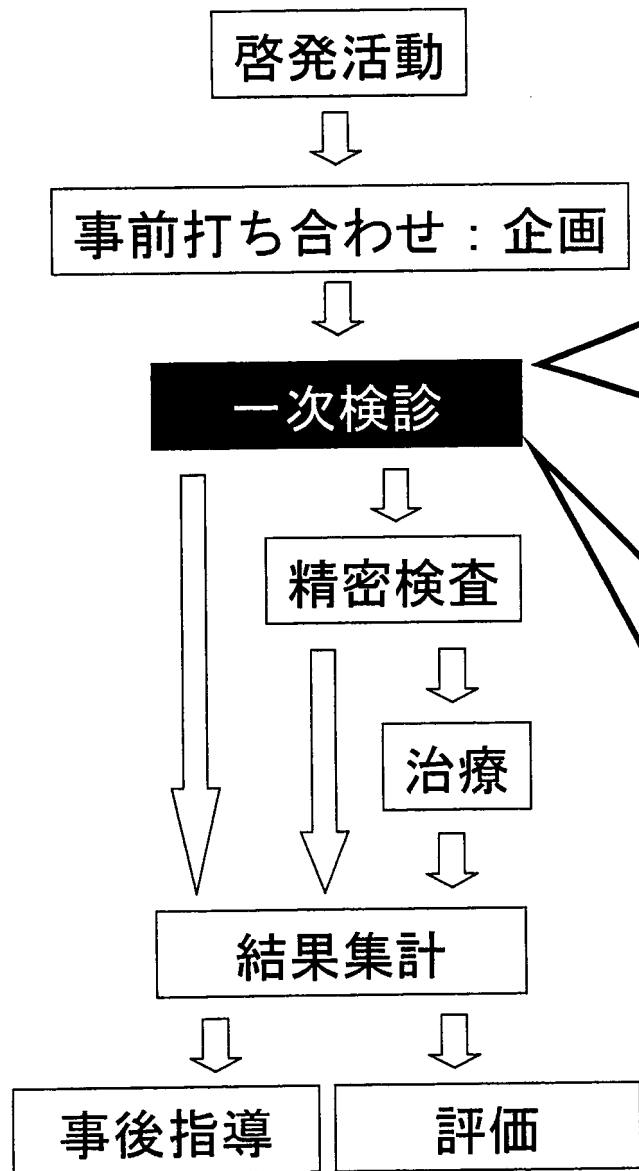 啓発活動
事前打ち合わせ：企画
一次検診
精密検査
治療
結果集計
事後指導
評価